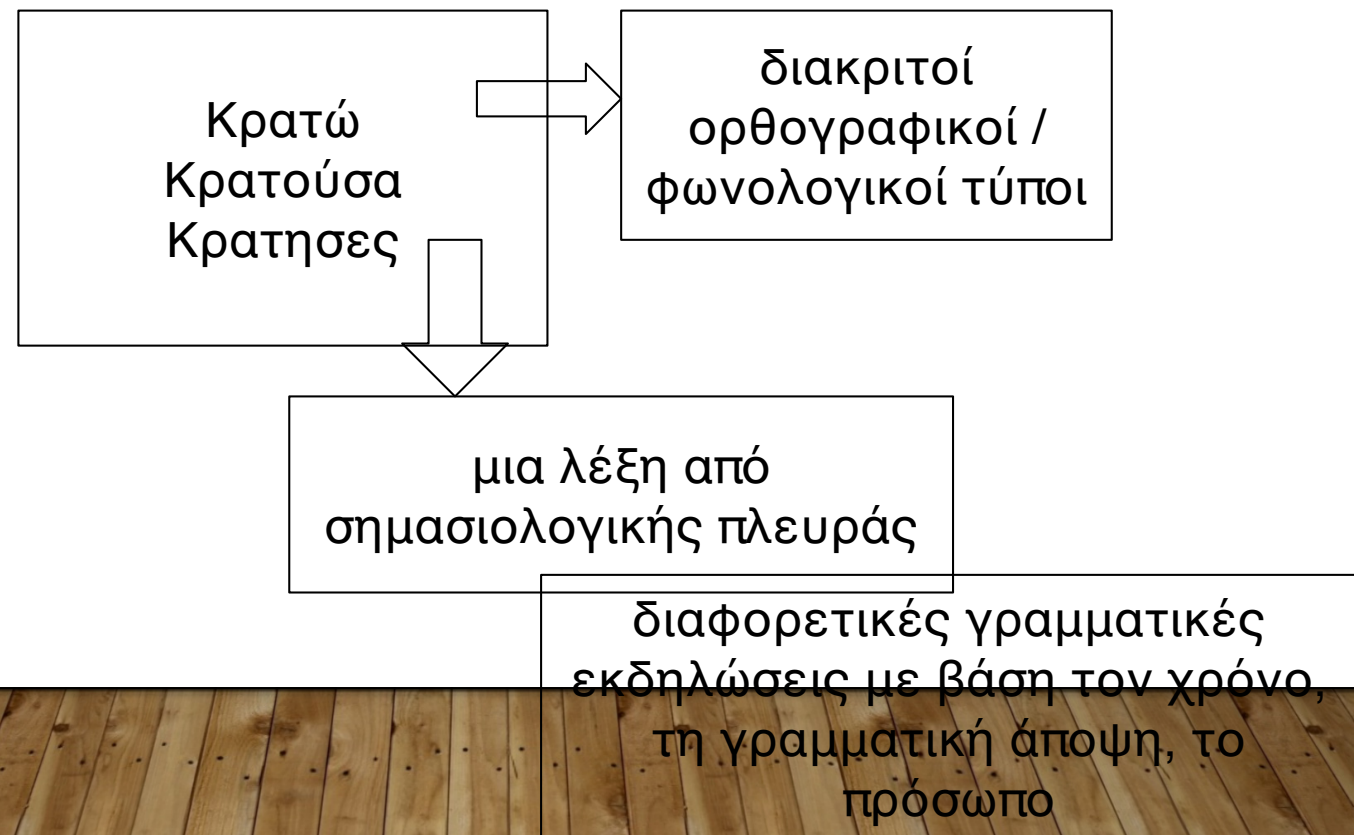 Κρατώ
Κρατούσα
Κρατησες
διακριτοί
ορθογραφικοί /
φωνολογικοί τύποι
μια λέξη από
σημασιολογικής πλευράς
διαφορετικές γραμματικές
εκδηλώσεις με βάση τον χρόνο,
τη γραμματική άποψη, το
πρόσωπο